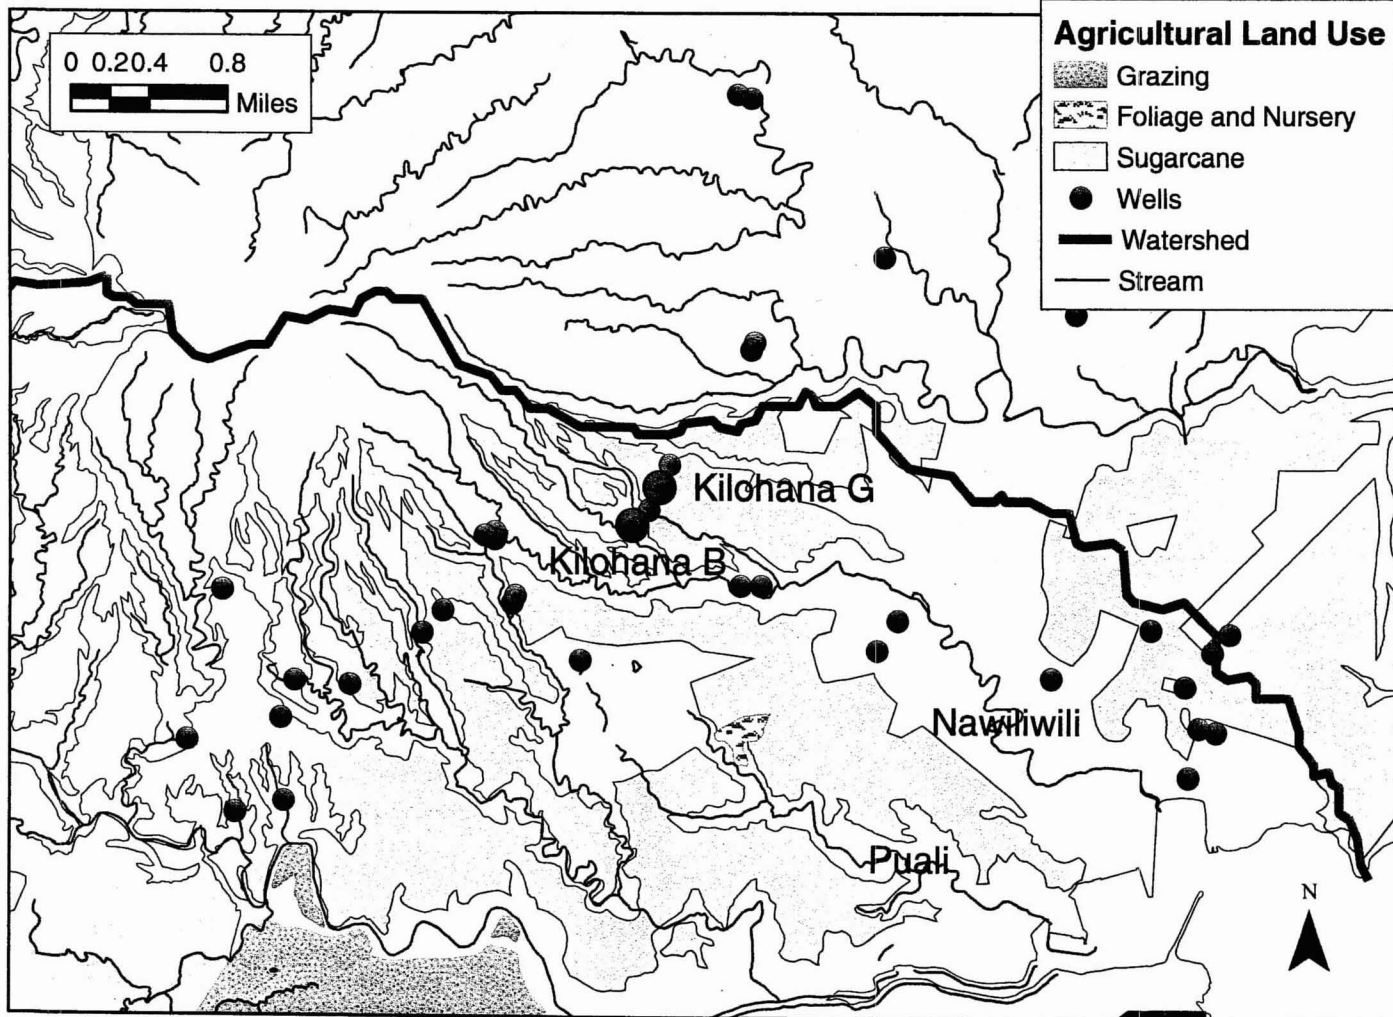 0 0.20.4 0.8
Miles
Agricultural Land Use
Grazing
Foliage and Nursery
Sugarcane
Wells
Watershed
Stream
Kilohana G
Kilohana B
Nawiliwili
Puali
N